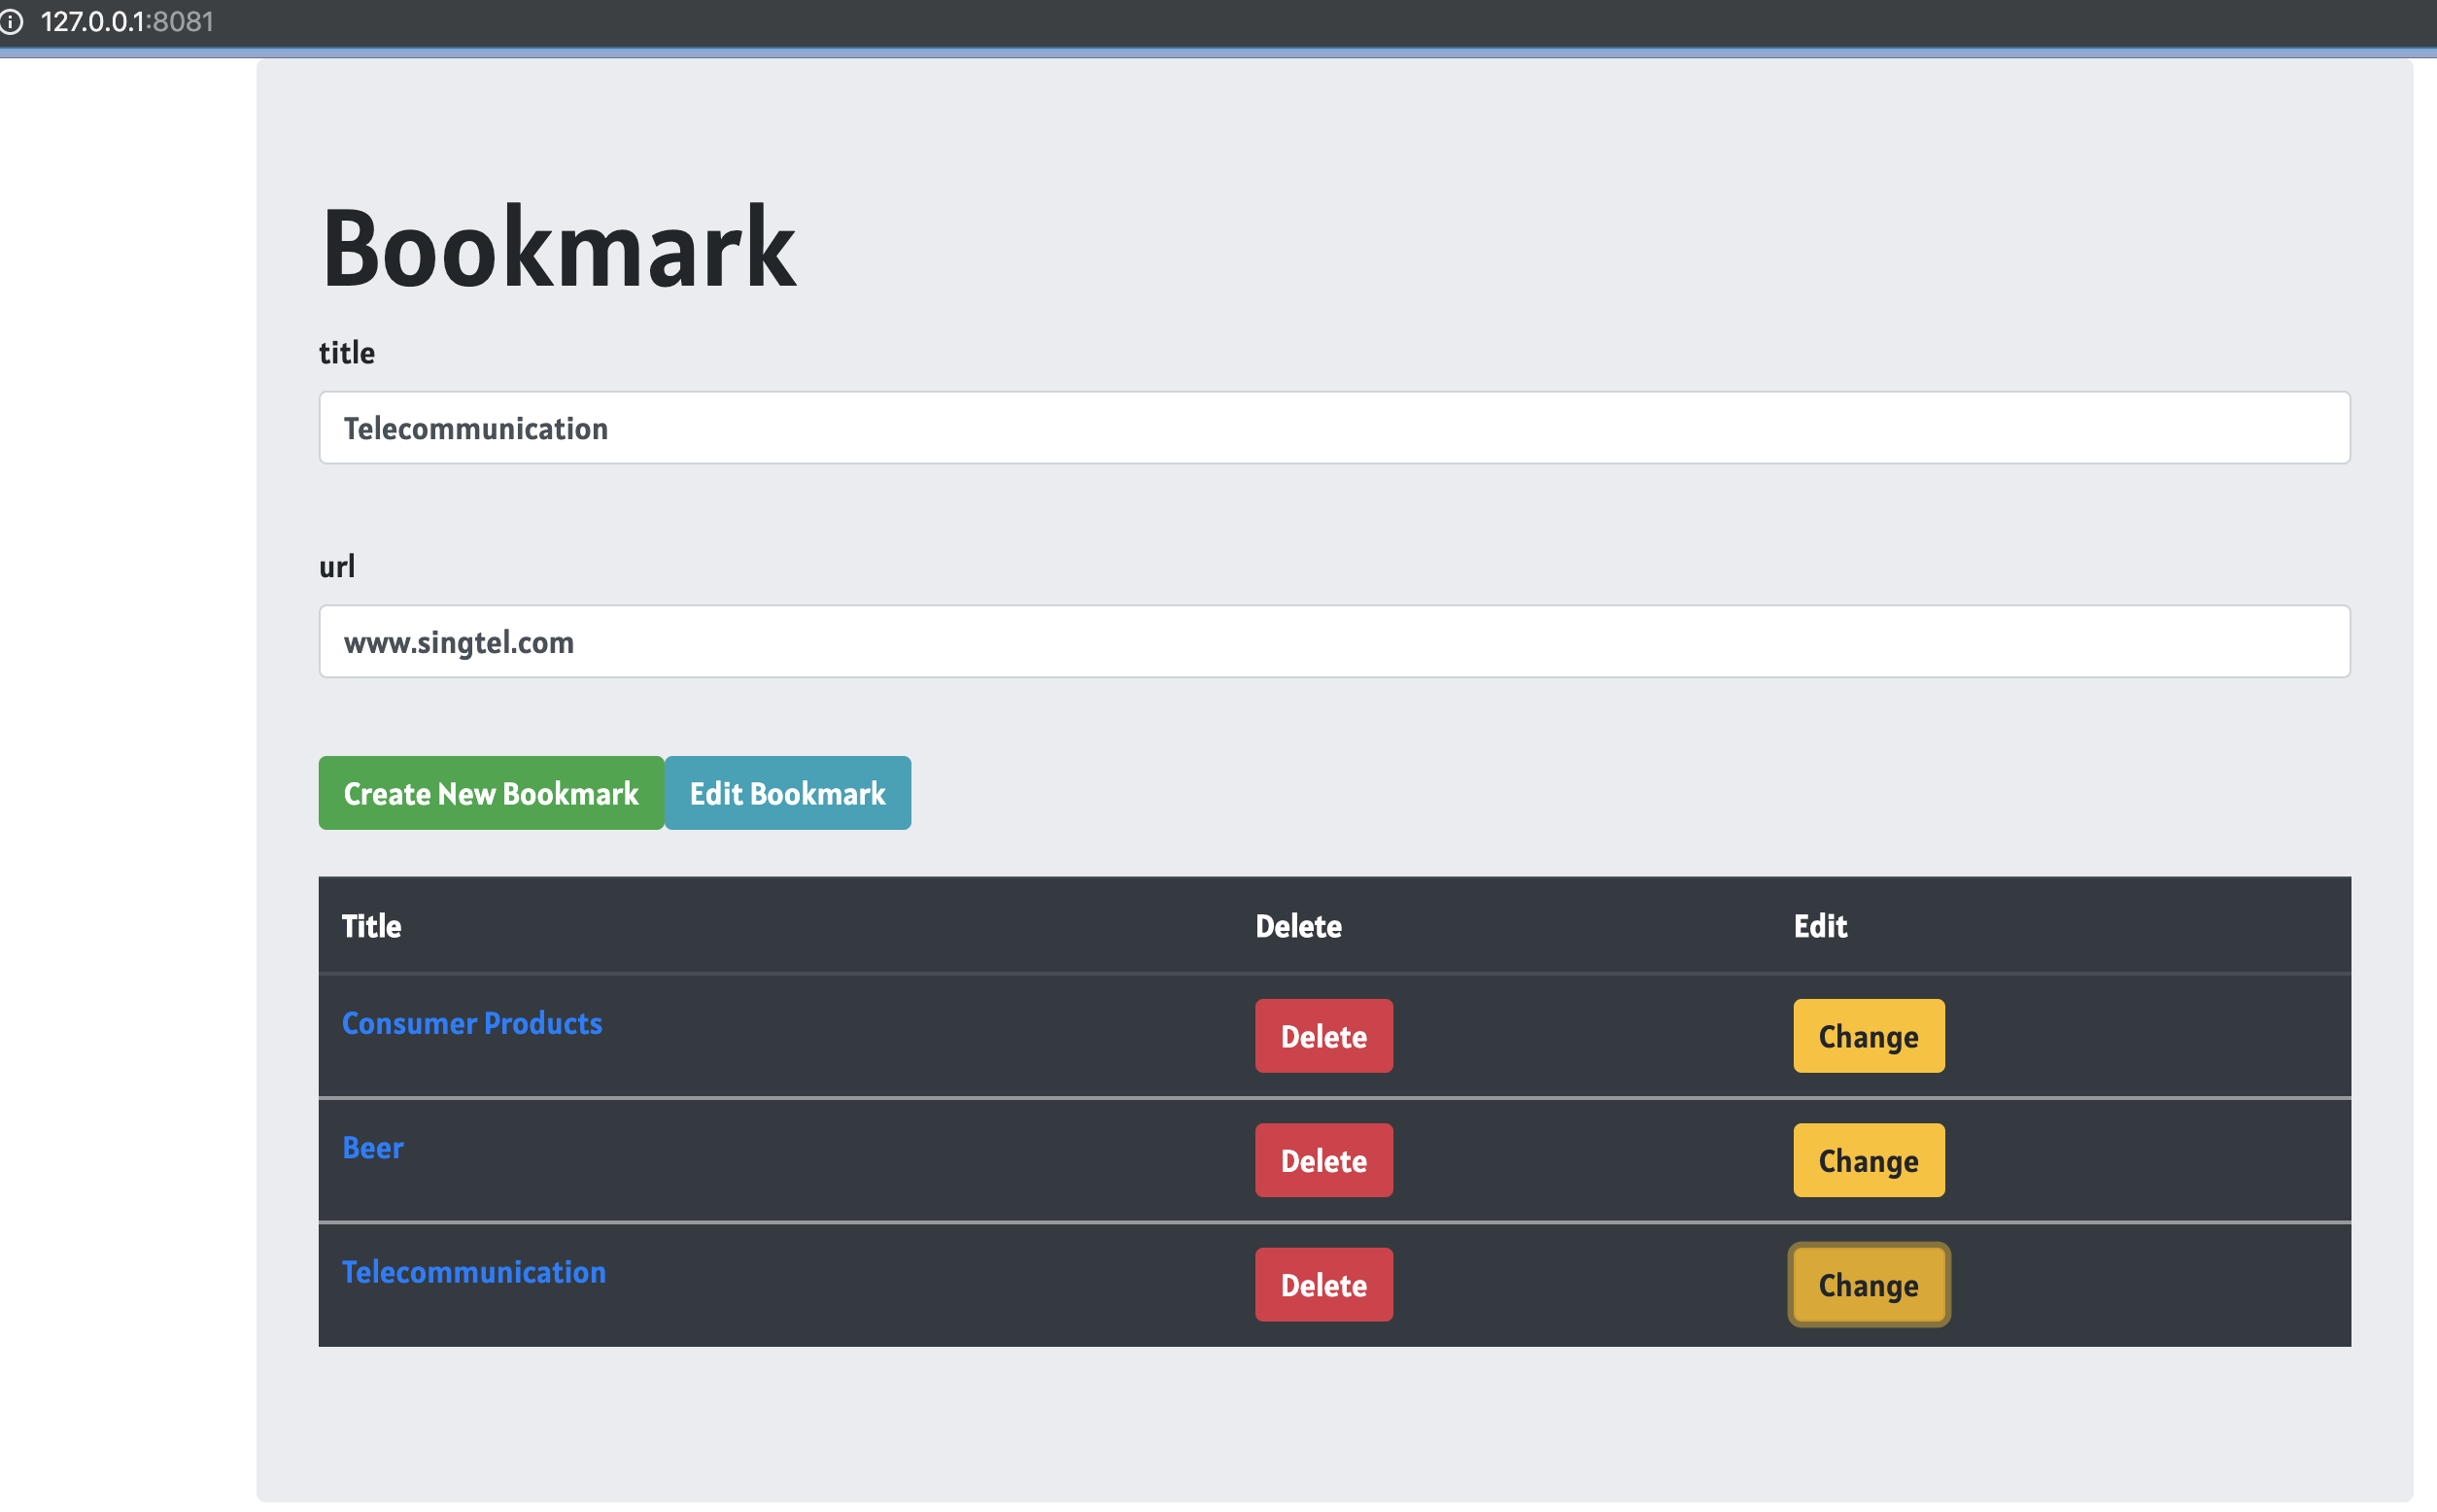 127.0.0.1:8081
Bookmark
title
Telecommunication
url
www.singtel.com
Create New Bookmark Edit Bookmark
Title Delete Edit
Consumer Products Delete Change
Beer Delete Change
Telecommunication Delete Change